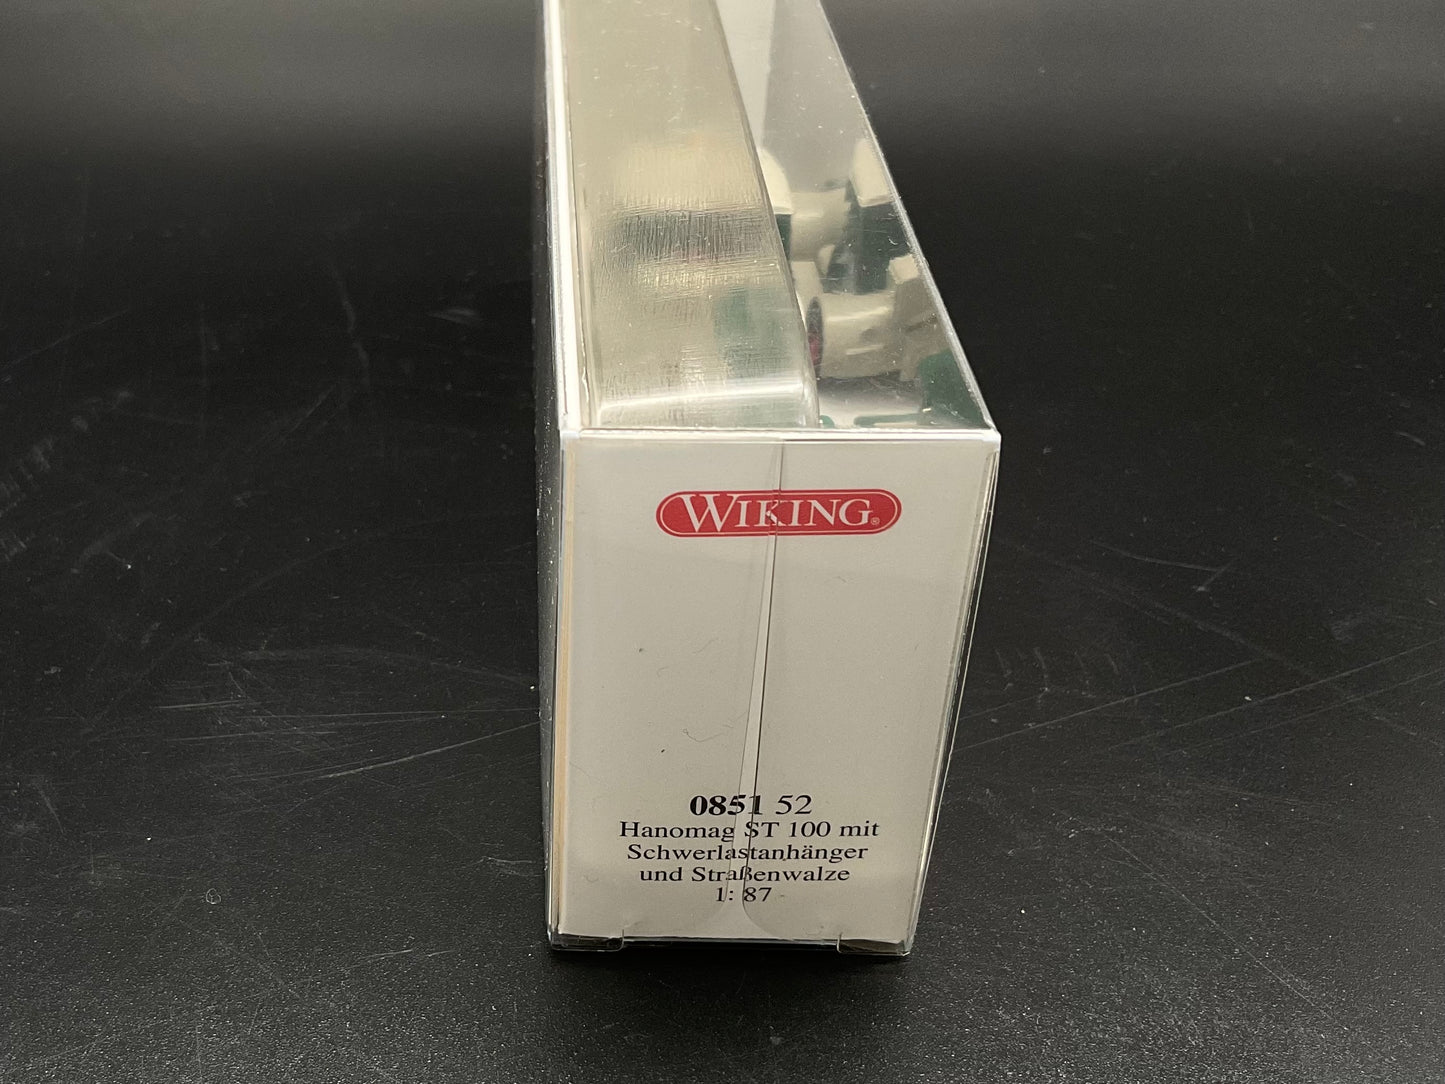 WIKING®
0851 52
Hanomag ST 100 mit
Schwerlastanhänger
und Straßenwalze
1: 87